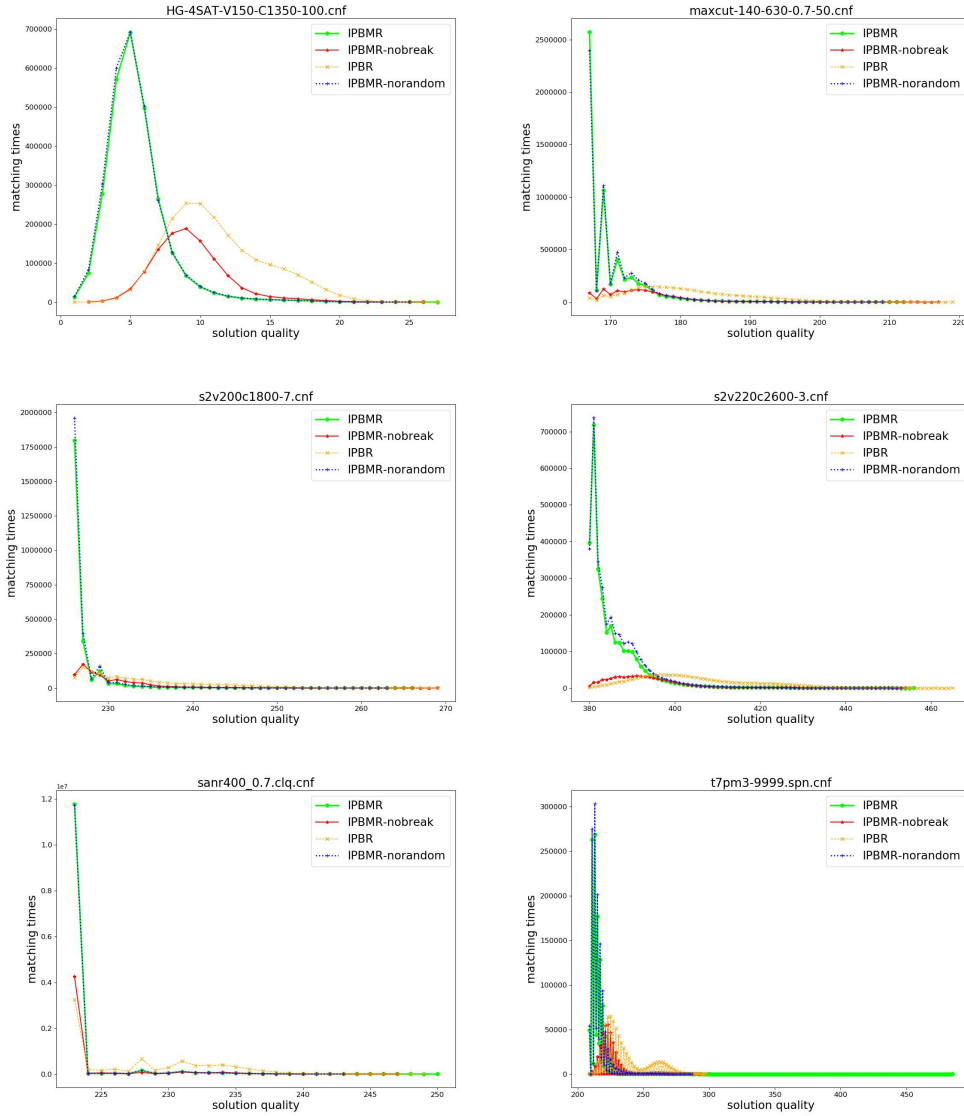 HG-4SAT-V150-C1350-100.cnf
700000
600000
500000
400000
300000
200000
100000
0
matching times
IPBMR
IPBMR-nobreak
IPBR
IPBMR-norandom
0 5 10 15 20 25
solution quality
maxcut-140-630-0.7-50.cnf
2500000
2000000
1500000
1000000
500000
0
matching times
IPBMR
IPBMR-nobreak
IPBR
IPBMR-norandom
170 180 190 200 210 220
solution quality
s2v200c1800-7.cnf
2000000
1750000
1500000
1250000
1000000
750000
500000
250000
0
matching times
IPBMR
IPBMR-nobreak
IPBR
IPBMR-norandom
230 240 250 260 270
solution quality
s2v220c2600-3.cnf
700000
600000
500000
400000
300000
200000
100000
0
matching times
IPBMR
IPBMR-nobreak
IPBR
IPBMR-norandom
380 400 420 440 460
solution quality
sanr400_0.7.clq.cnf
1e7
1.2
1.0
0.8
0.6
0.4
0.2
0.0
matching times
IPBMR
IPBMR-nobreak
IPBR
IPBMR-norandom
225 230 235 240 245 250
solution quality
t7pm3-9999.spn.cnf
300000
250000
200000
150000
100000
50000
0
matching times
IPBMR
IPBMR-nobreak
IPBR
IPBMR-norandom
200 250 300 350 400 450
solution quality